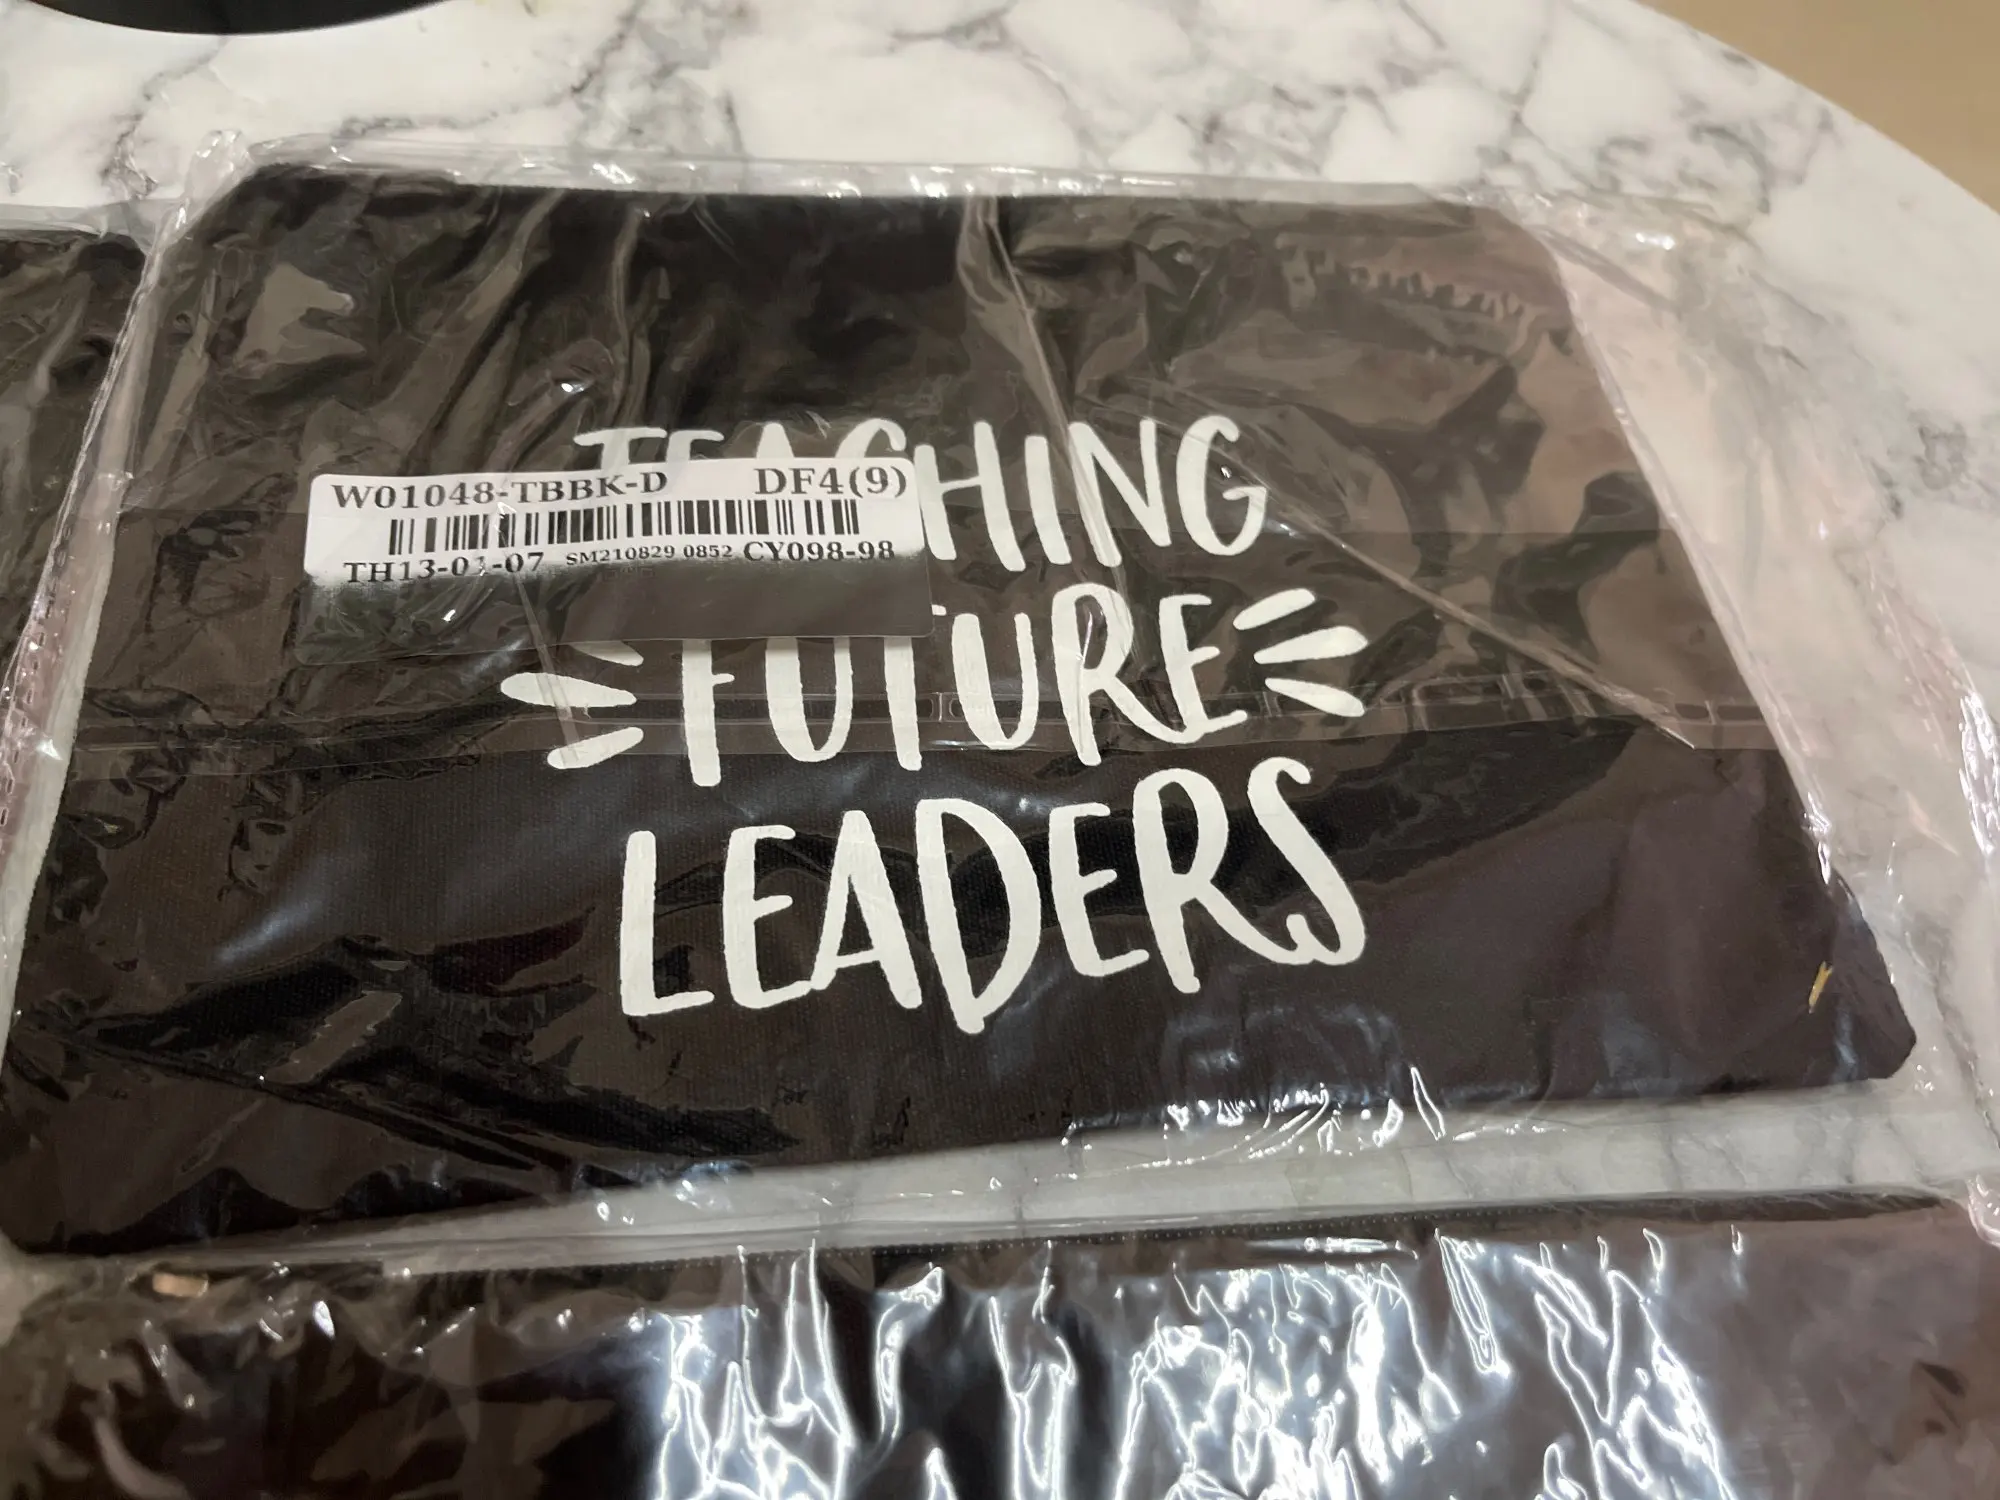 W01048-TBBK-D DF4(9)
TH13-01-07 SM210829 0852 CY098-98
TEACHING
FUTURE
LEADERS